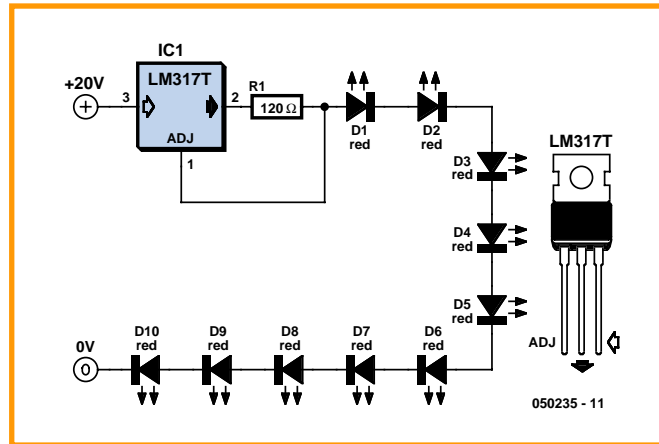 IC1
+20V
3
LM317T
2
ADJ
1
R1
120 Ω
D1
red
D2
red
D3
red
D4
red
D5
red
LM317T
ADJ
0V
0
D10
red
D9
red
D8
red
D7
red
D6
red
050235 - 11